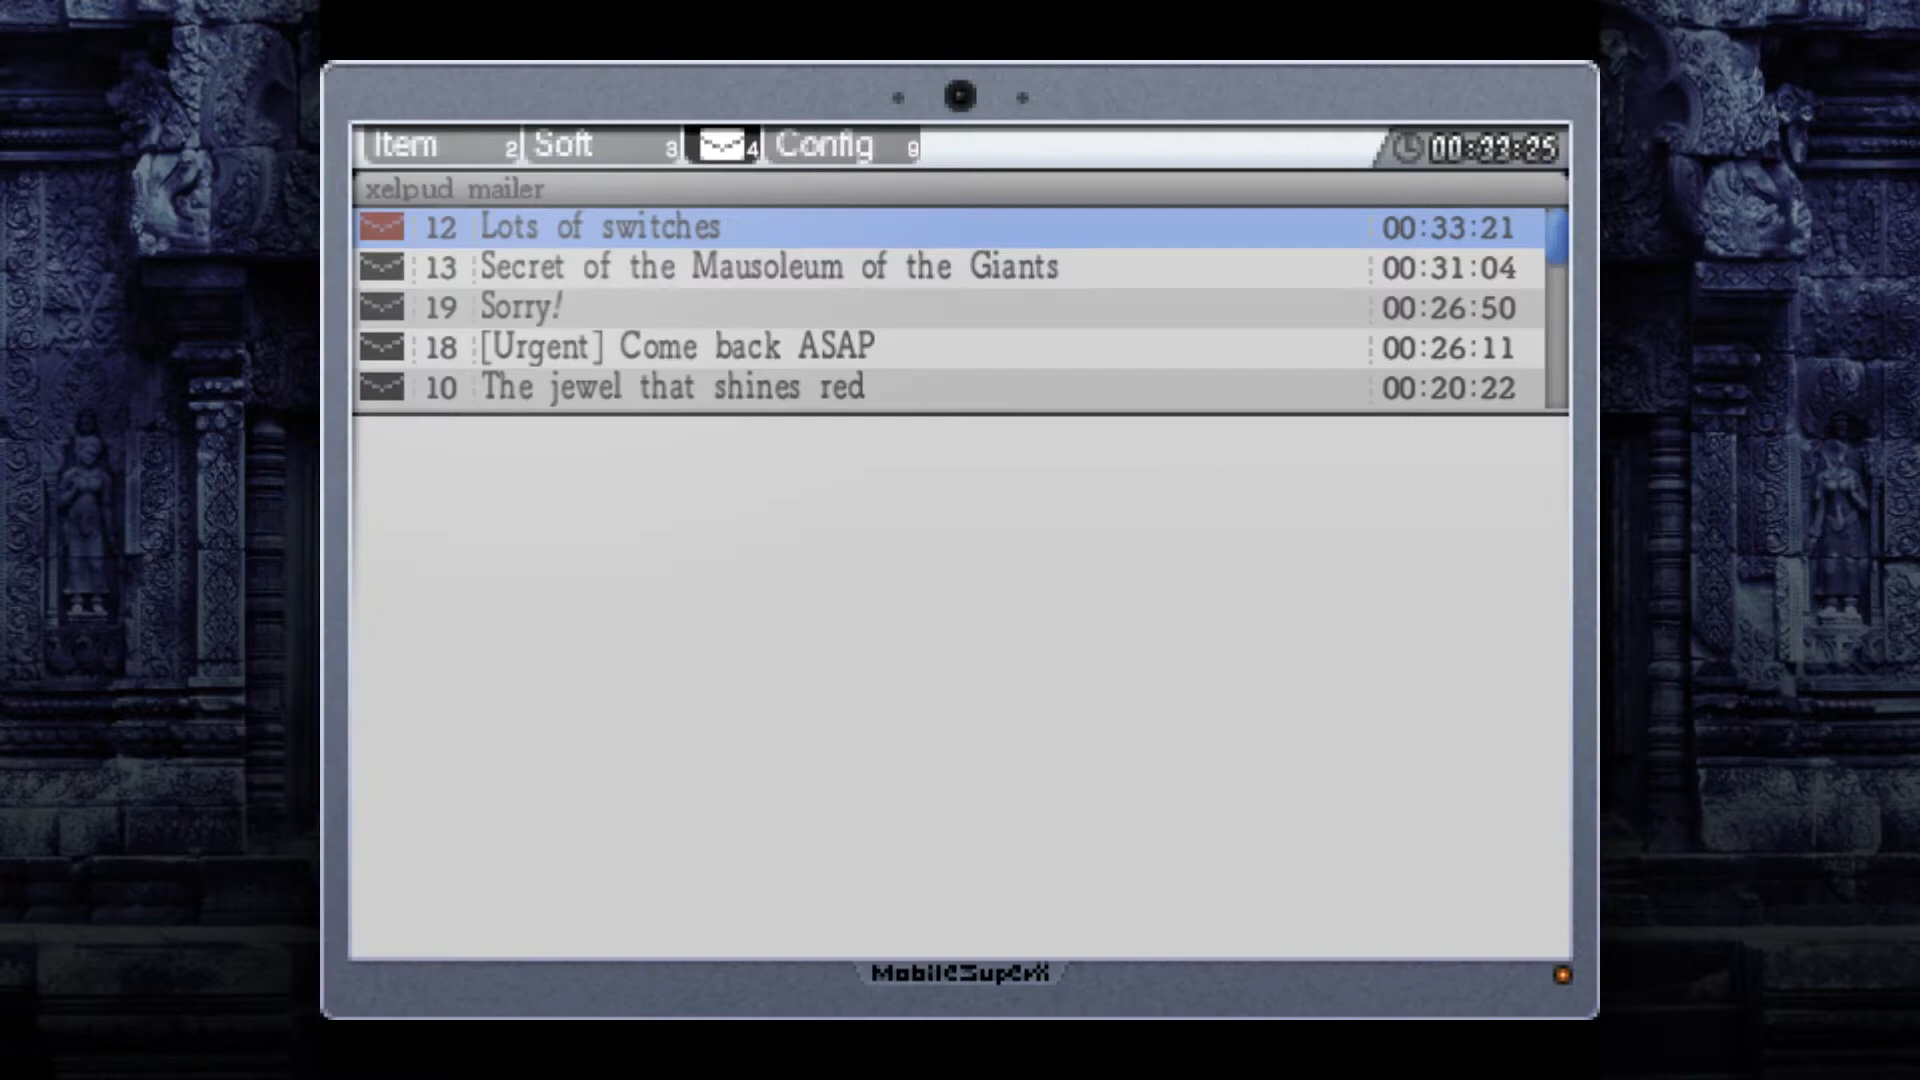 Item 2 Soft 3 4 Config 9 00:33:25
xelpud mailer
12 Lots of switches 00:33:21
13 Secret of the Mausoleum of the Giants 00:31:04
19 Sorry! 00:26:50
18 [Urgent] Come back ASAP 00:26:11
10 The jewel that shines red 00:20:22
MobileSuperX